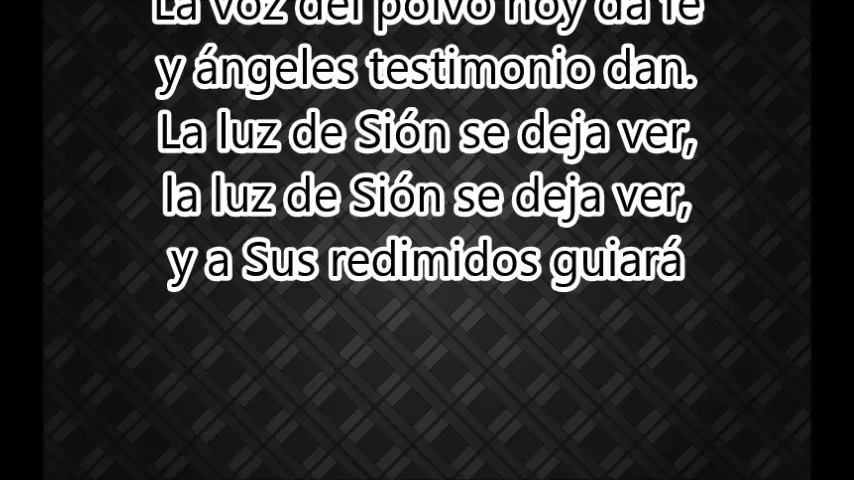 La voz del polvo hoy da fe
y ángeles testimonio dan.
La luz de Sión se deja ver,
la luz de Sión se deja ver,
y a Sus redimidos guiará